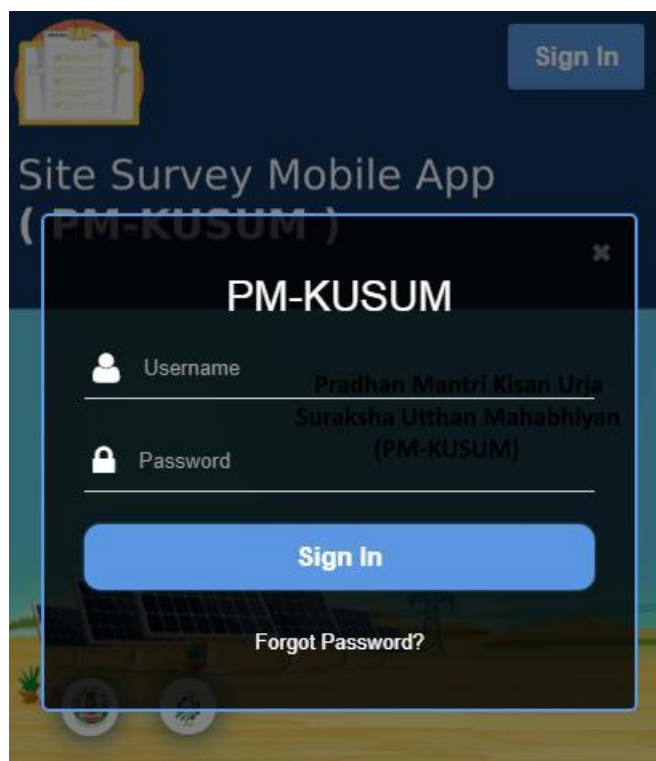 Sign In
Site Survey Mobile App
( PM-KUSUM )
PM-KUSUM
Username
Pradhan Mantri Kisan Urja
Suraksha Utthan Mahabhiyan
(PM-KUSUM)
Password
Sign In
Forgot Password?